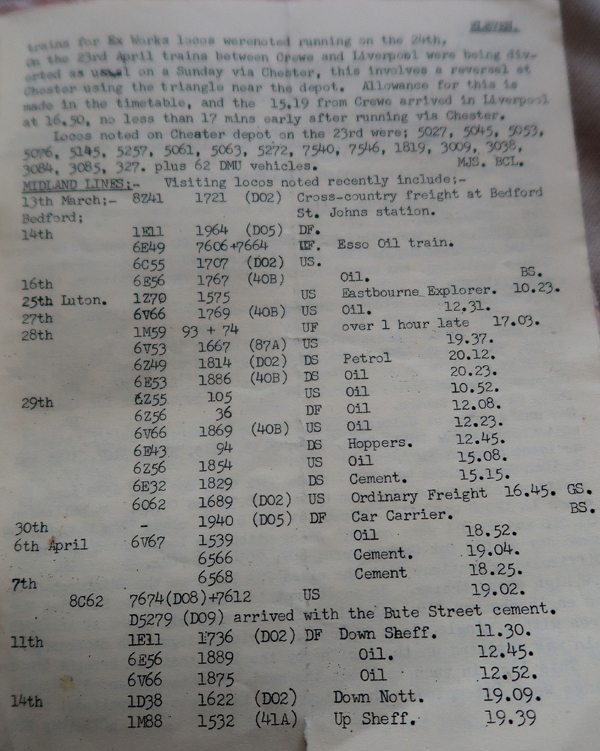 ELEVEN.
trains for Ex Works locos werenoted running on the 24th.
On the 23rd April trains between Crewe and Liverpool were being div-
erted as usual on a Sunday via Chester, this involves a reversal at
Chester using the triangle near the depot. Allowance for this is
made in the timetable, and the 15.19 from Crewe arrived in Liverpool
at 16.50, no less than 17 mins early after running via Chester.
Locos noted on Chester depot on the 23rd were; 5027, 5045, 5053,
5076, 5145, 5257, 5061, 5063, 5272, 7540, 7546, 1819, 3009, 3038,
3084, 3085, 327. plus 62 DMU vehicles. MJS. BCL.
MIDLAND LINES;- Visiting locos noted recently include;-
13th March;- 8Z41 1721 (D02) Cross-country freight at Bedford
Bedford; St. Johns station.
14th 1E11 1964 (D05) DF.
6E49 7606+7664 UF. Esso Oil train.
6C55 1707 (D02) US.
16th 6E56 1767 (40B) Oil. BS.
25th Luton. 1Z70 1575 US Eastbourne Explorer. 10.23.
27th 6V66 1769 (40B) US Oil. 12.31.
28th 1M59 93 + 74 UF over 1 hour late 17.03.
6V53 1667 (87A) US 19.37.
6Z49 1814 (D02) DS Petrol 20.12.
6E53 1886 (40B) DS Oil 20.23.
29th 6Z55 105 US Oil 10.52.
6Z56 36 DF Oil 12.08.
6V66 1869 (40B) US Oil 12.23.
6E43 94 DS Hoppers. 12.45.
6Z56 1854 US Oil 15.08.
6E32 1829 DS Cement. 15.15.
6O62 1689 (D02) US Ordinary Freight 16.45. GS.
30th - 1940 (D05) DF Car Carrier. BS.
6th April 6V67 1539 Oil 18.52.
6566 Cement. 19.04.
7th 6568 Cement 18.25.
8C62 7674(D08)+7612 US 19.02.
D5279 (D09) arrived with the Bute Street cement.
11th 1E11 1736 (D02) DF Down Sheff. 11.30.
6E56 1889 Oil. 12.45.
6V66 1875 Oil 12.52.
14th 1D38 1622 (D02) Down Nott. 19.09.
1M88 1532 (41A) Up Sheff. 19.39